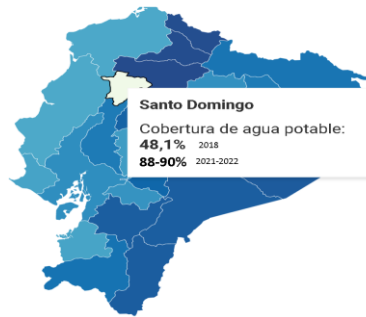 Santo Domingo
Cobertura de agua potable:
48,1% 2018
88-90% 2021-2022